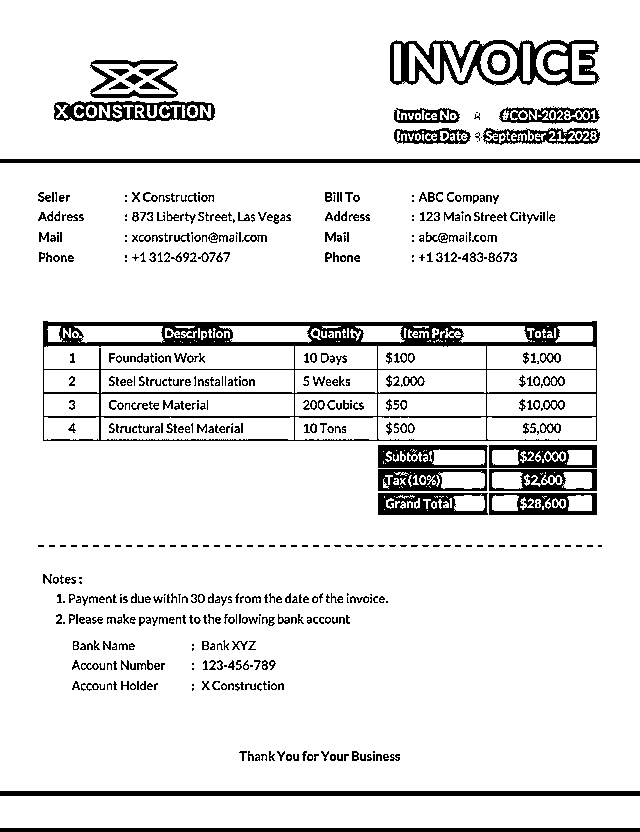 INVOICE
X CONSTRUCTION
Invoice No : #CON-2028-001
Invoice Date : September 21, 2028
Seller : X Construction
Address : 873 Liberty Street, Las Vegas
Mail : xconstruction@mail.com
Phone : +1 312-692-0767
Bill To : ABC Company
Address : 123 Main Street Cityville
Mail : abc@mail.com
Phone : +1 312-483-8673
No. Description Quantity Item Price Total
1 Foundation Work 10 Days $100 $1,000
2 Steel Structure Installation 5 Weeks $2,000 $10,000
3 Concrete Material 200 Cubics $50 $10,000
4 Structural Steel Material 10 Tons $500 $5,000
Subtotal $26,000
Tax (10%) $2,600
Grand Total $28,600
Notes :
1. Payment is due within 30 days from the date of the invoice.
2. Please make payment to the following bank account
Bank Name : Bank XYZ
Account Number : 123-456-789
Account Holder : X Construction
Thank You for Your Business